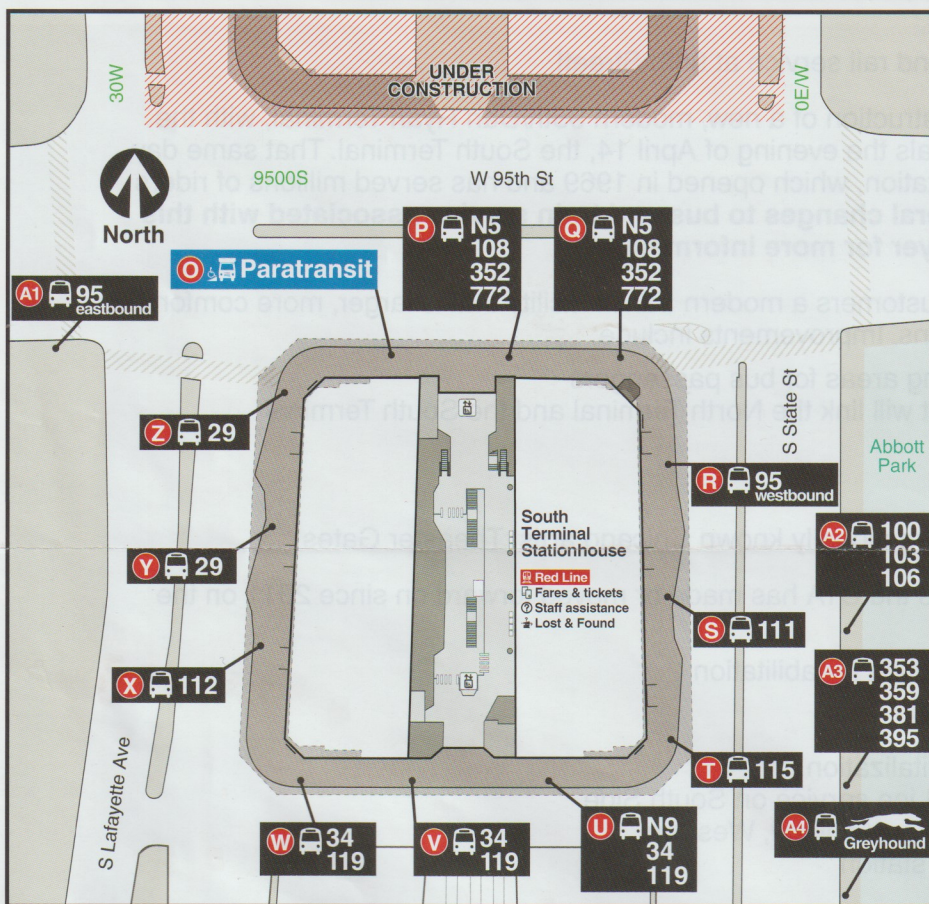 UNDER
CONSTRUCTION
30W
0E/W
9500S
W 95th St
North
P N5
108
352
772
Q N5
108
352
772
O Paratransit
A1 95
eastbound
S State St
Z 29
Abbott
Park
R 95
westbound
South
Terminal
Stationhouse
Red Line
Fares & tickets
Staff assistance
Lost & Found
A2 100
103
106
Y 29
S 111
X 112
A3 353
359
381
395
S Lafayette Ave
T 115
W 34
119
V 34
119
U N9
34
119
A4 Greyhound